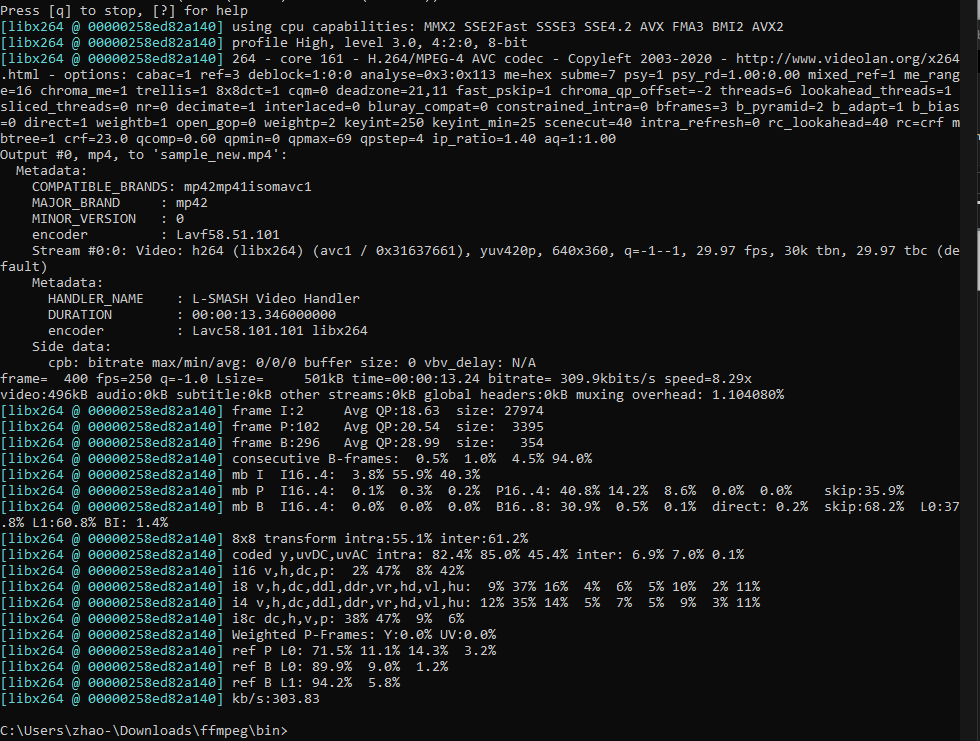 Press [q] to stop, [?] for help
[libx264 @ 00000258ed82a140] using cpu capabilities: MMX2 SSE2Fast SSSE3 SSE4.2 AVX FMA3 BMI2 AVX2
[libx264 @ 00000258ed82a140] profile High, level 3.0, 4:2:0, 8-bit
[libx264 @ 00000258ed82a140] 264 - core 161 - H.264/MPEG-4 AVC codec - Copyleft 2003-2020 - http://www.videolan.org/x264
.html - options: cabac=1 ref=3 deblock=1:0:0 analyse=0x3:0x113 me=hex subme=7 psy=1 psy_rd=1.00:0.00 mixed_ref=1 me_rang
e=16 chroma_me=1 trellis=1 8x8dct=1 cqm=0 deadzone=21,11 fast_pskip=1 chroma_qp_offset=-2 threads=6 lookahead_threads=1
sliced_threads=0 nr=0 decimate=1 interlaced=0 bluray_compat=0 constrained_intra=0 bframes=3 b_pyramid=2 b_adapt=1 b_bias
=0 direct=1 weightb=1 open_gop=0 weightp=2 keyint=250 keyint_min=25 scenecut=40 intra_refresh=0 rc_lookahead=40 rc=crf m
btree=1 crf=23.0 qcomp=0.60 qpmin=0 qpmax=69 qpstep=4 ip_ratio=1.40 aq=1:1.00
Output #0, mp4, to 'sample_new.mp4':
  Metadata:
    COMPATIBLE_BRANDS: mp42mp41isomavc1
    MAJOR_BRAND     : mp42
    MINOR_VERSION   : 0
    encoder         : Lavf58.51.101
    Stream #0:0: Video: h264 (libx264) (avc1 / 0x31637661), yuv420p, 640x360, q=-1--1, 29.97 fps, 30k tbn, 29.97 tbc (de
fault)
    Metadata:
      HANDLER_NAME    : L-SMASH Video Handler
      DURATION        : 00:00:13.346000000
      encoder         : Lavc58.101.101 libx264
    Side data:
      cpb: bitrate max/min/avg: 0/0/0 buffer size: 0 vbv_delay: N/A
frame=  400 fps=250 q=-1.0 Lsize=     501kB time=00:00:13.24 bitrate= 309.9kbits/s speed=8.29x
video:496kB audio:0kB subtitle:0kB other streams:0kB global headers:0kB muxing overhead: 1.104080%
[libx264 @ 00000258ed82a140] frame I:2     Avg QP:18.63  size: 27974
[libx264 @ 00000258ed82a140] frame P:102   Avg QP:20.54  size:  3395
[libx264 @ 00000258ed82a140] frame B:296   Avg QP:28.99  size:   354
[libx264 @ 00000258ed82a140] consecutive B-frames:  0.5%  1.0%  4.5% 94.0%
[libx264 @ 00000258ed82a140] mb I  I16..4:  3.8% 55.9% 40.3%
[libx264 @ 00000258ed82a140] mb P  I16..4:  0.1%  0.3%  0.2%  P16..4: 40.8% 14.2%  8.6%  0.0%  0.0%    skip:35.9%
[libx264 @ 00000258ed82a140] mb B  I16..4:  0.0%  0.0%  0.0%  B16..8: 30.9%  0.5%  0.1%  direct: 0.2%  skip:68.2%  L0:37
.8% L1:60.8% BI: 1.4%
[libx264 @ 00000258ed82a140] 8x8 transform intra:55.1% inter:61.2%
[libx264 @ 00000258ed82a140] coded y,uvDC,uvAC intra: 82.4% 85.0% 45.4% inter: 6.9% 7.0% 0.1%
[libx264 @ 00000258ed82a140] i16 v,h,dc,p:  2% 47%  8% 42%
[libx264 @ 00000258ed82a140] i8 v,h,dc,ddl,ddr,vr,hd,vl,hu:  9% 37% 16%  4%  6%  5% 10%  2% 11%
[libx264 @ 00000258ed82a140] i4 v,h,dc,ddl,ddr,vr,hd,vl,hu: 12% 35% 14%  5%  7%  5%  9%  3% 11%
[libx264 @ 00000258ed82a140] i8c dc,h,v,p: 38% 47%  9%  6%
[libx264 @ 00000258ed82a140] Weighted P-Frames: Y:0.0% UV:0.0%
[libx264 @ 00000258ed82a140] ref P L0: 71.5% 11.1% 14.3%  3.2%
[libx264 @ 00000258ed82a140] ref B L0: 89.9%  9.0%  1.2%
[libx264 @ 00000258ed82a140] ref B L1: 94.2%  5.8%
[libx264 @ 00000258ed82a140] kb/s:303.83
C:\Users\zhao-\Downloads\ffmpeg\bin>